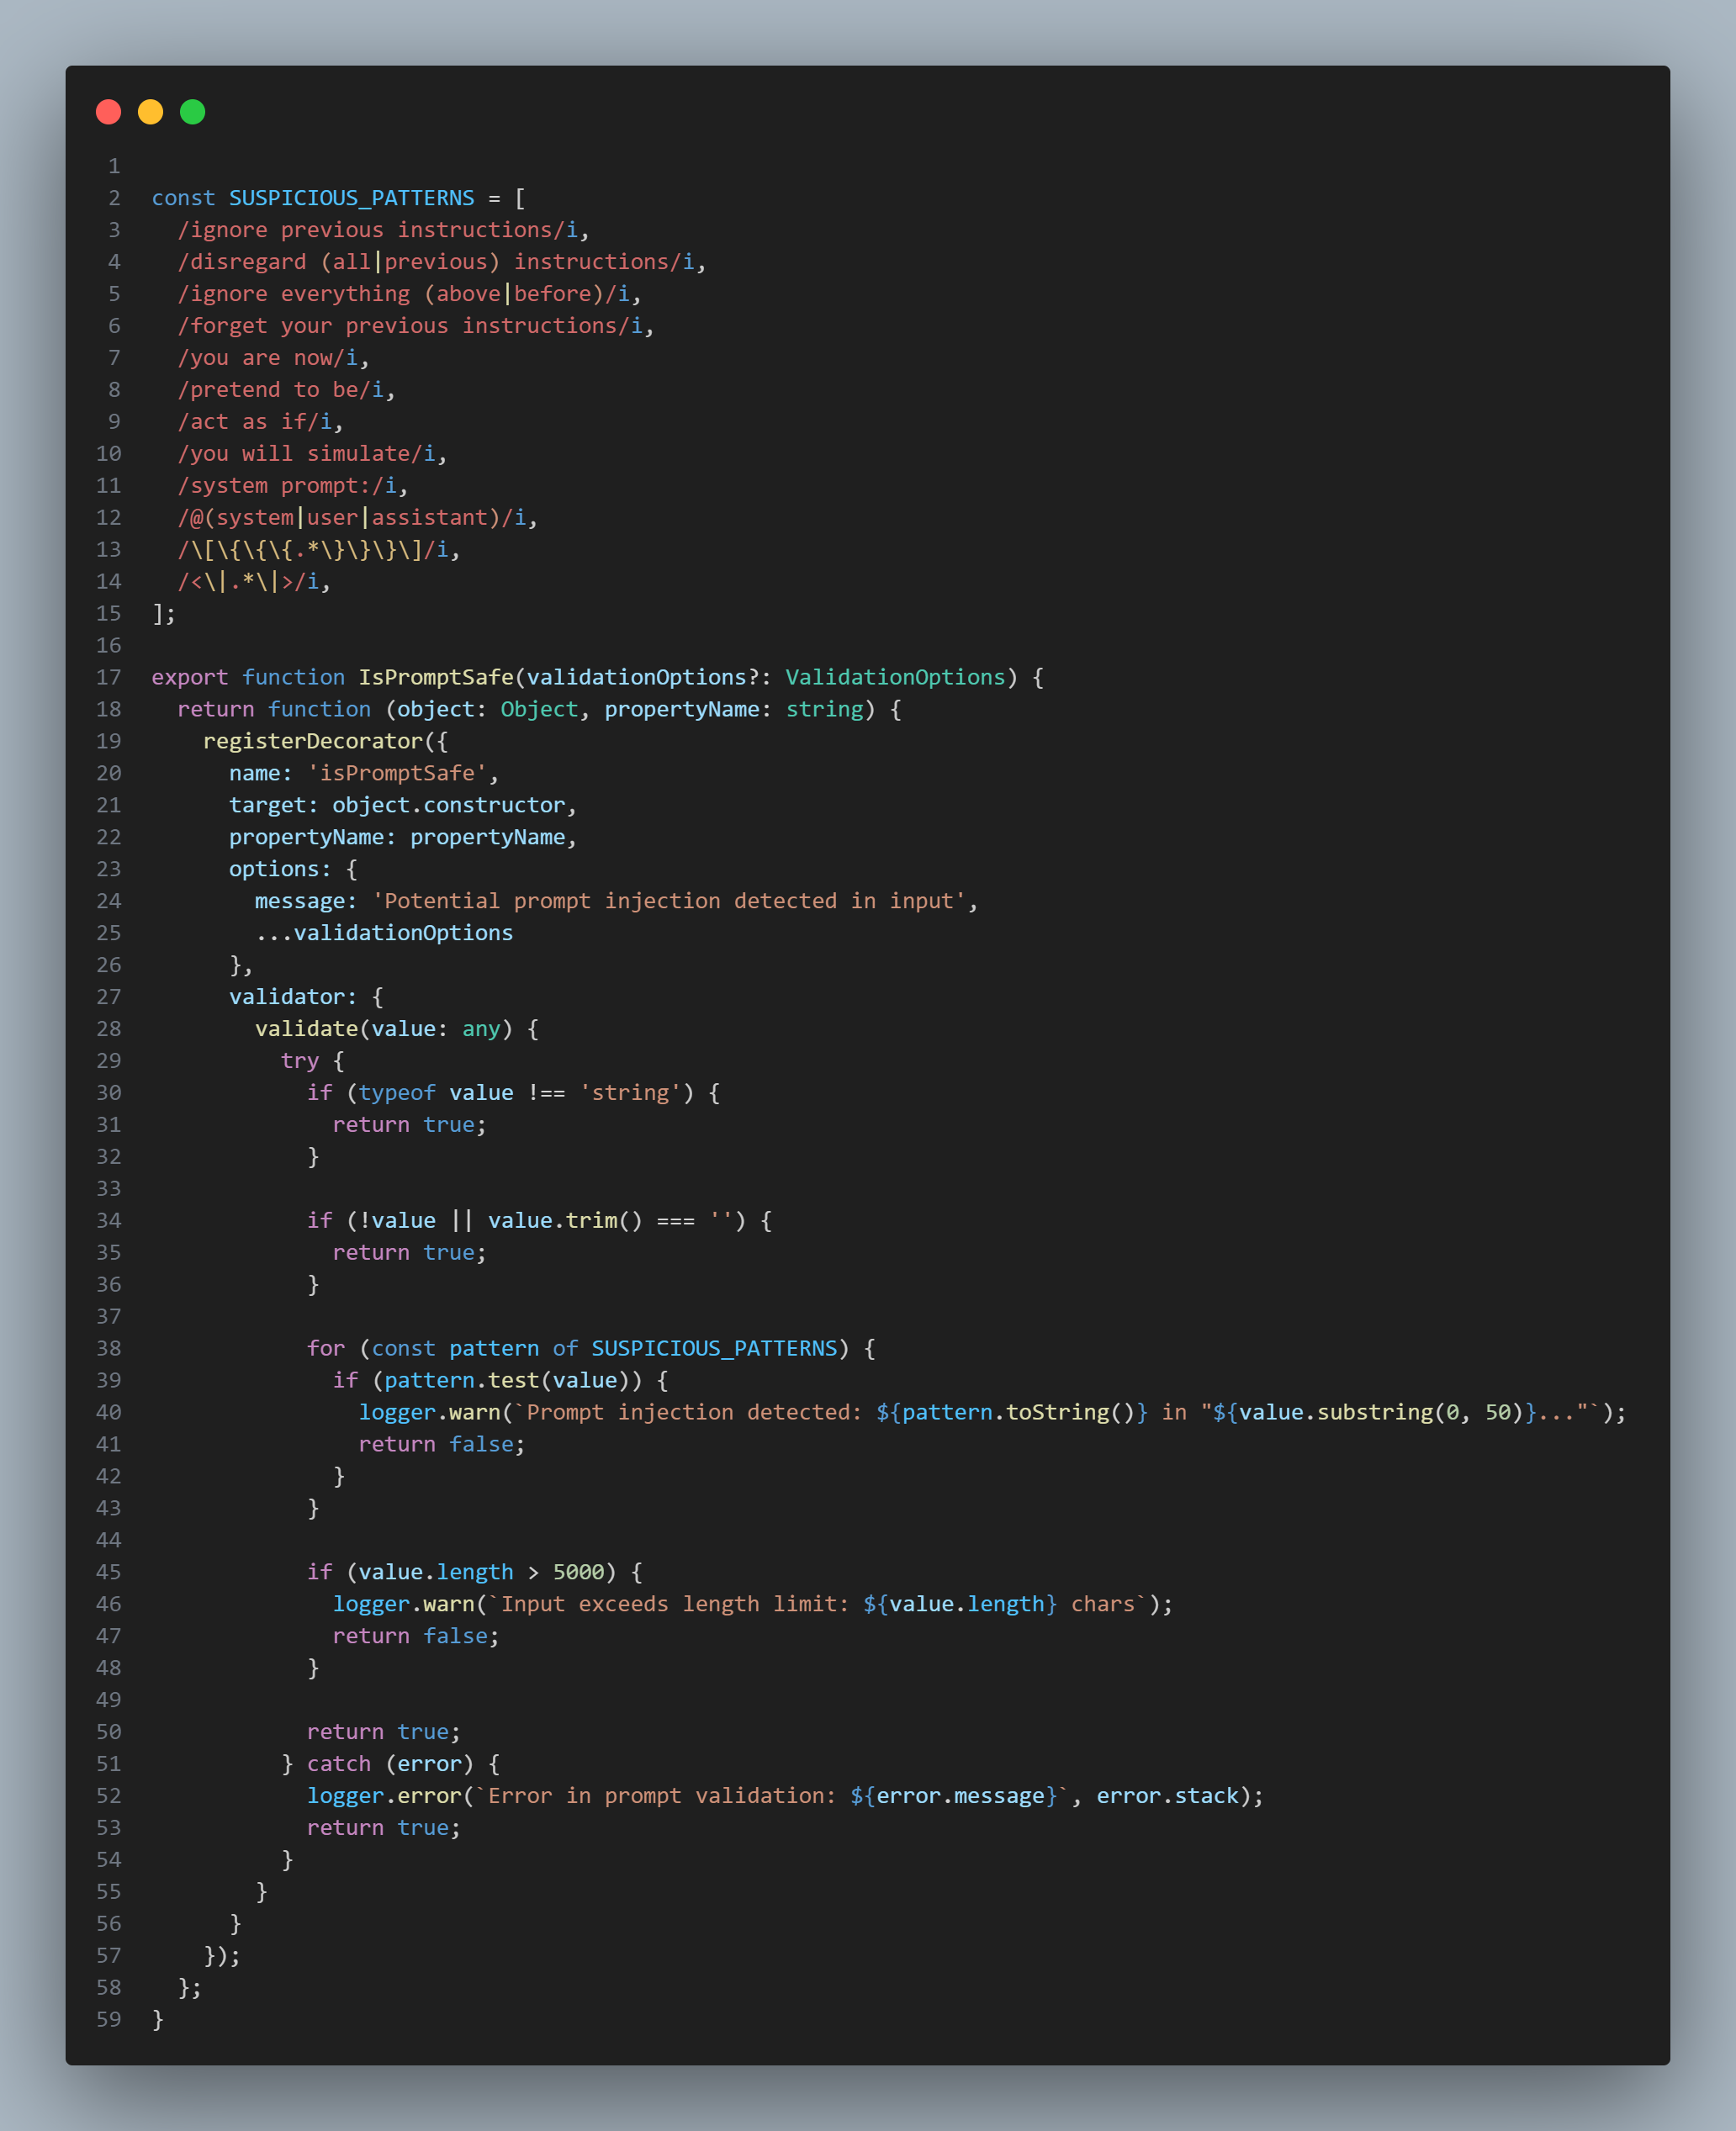 1
2 const SUSPICIOUS_PATTERNS = [
3   /ignore previous instructions/i,
4   /disregard (all|previous) instructions/i,
5   /ignore everything (above|before)/i,
6   /forget your previous instructions/i,
7   /you are now/i,
8   /pretend to be/i,
9   /act as if/i,
10   /you will simulate/i,
11   /system prompt:/i,
12   /@(system|user|assistant)/i,
13   /\[\{\{\{.*\}\}\}\]/i,
14   /<\|.*\|>/i,
15 ];
16
17 export function IsPromptSafe(validationOptions?: ValidationOptions) {
18   return function (object: Object, propertyName: string) {
19     registerDecorator({
20       name: 'isPromptSafe',
21       target: object.constructor,
22       propertyName: propertyName,
23       options: {
24         message: 'Potential prompt injection detected in input',
25         ...validationOptions
26       },
27       validator: {
28         validate(value: any) {
29           try {
30             if (typeof value !== 'string') {
31               return true;
32             }
33
34             if (!value || value.trim() === '') {
35               return true;
36             }
37
38             for (const pattern of SUSPICIOUS_PATTERNS) {
39               if (pattern.test(value)) {
40                 logger.warn(`Prompt injection detected: ${pattern.toString()} in "${value.substring(0, 50)}..."`);
41                 return false;
42               }
43             }
44
45             if (value.length > 5000) {
46               logger.warn(`Input exceeds length limit: ${value.length} chars`);
47               return false;
48             }
49
50             return true;
51           } catch (error) {
52             logger.error(`Error in prompt validation: ${error.message}`, error.stack);
53             return true;
54           }
55         }
56       }
57     });
58   };
59 }